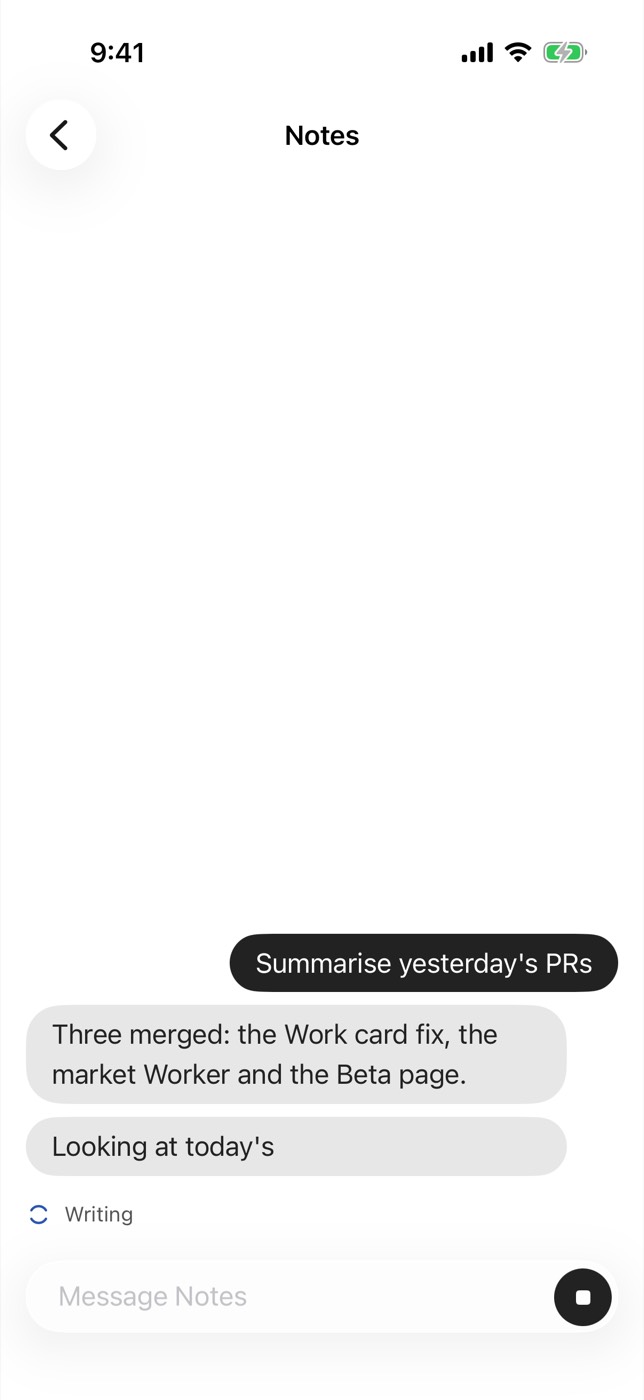 9:41
Notes
Summarise yesterday's PRs
Three merged: the Work card fix, the
market Worker and the Beta page.
Looking at today's
Writing
Message Notes